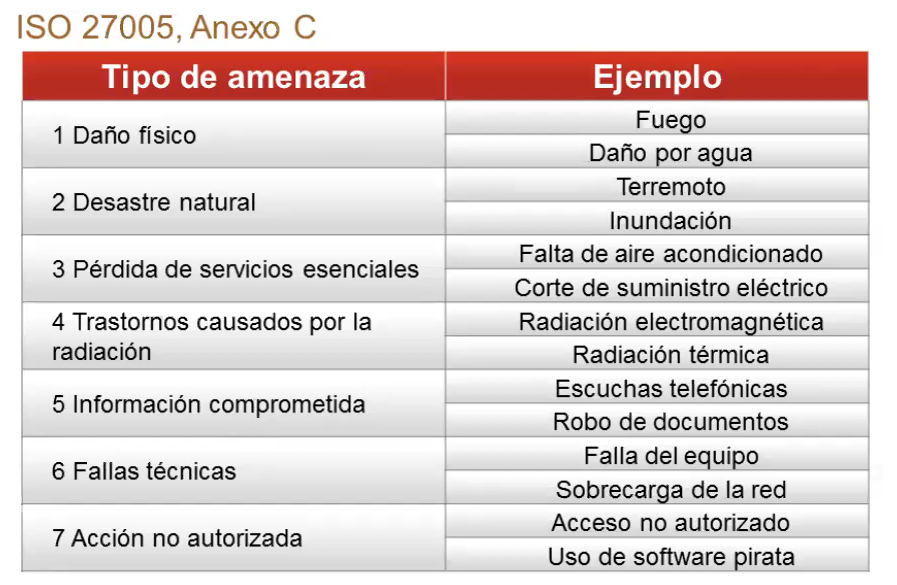 ISO 27005, Anexo C
Tipo de amenaza
Ejemplo
1 Daño físico
Fuego
Daño por agua
2 Desastre natural
Terremoto
Inundación
3 Pérdida de servicios esenciales
Falta de aire acondicionado
Corte de suministro eléctrico
4 Trastornos causados por la
radiación
Radiación electromagnética
Radiación térmica
5 Información comprometida
Escuchas telefónicas
Robo de documentos
6 Fallas técnicas
Falla del equipo
Sobrecarga de la red
7 Acción no autorizada
Acceso no autorizado
Uso de software pirata